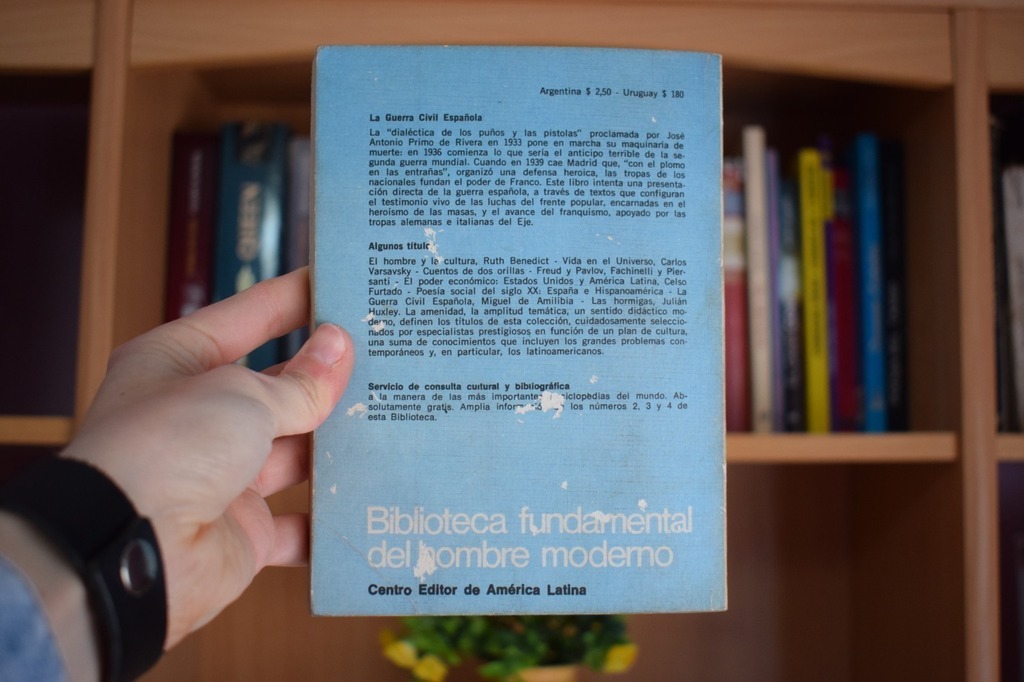 Argentina $ 2,50 - Uruguay $ 180
La Guerra Civil Española
La "dialéctica de los puños y las pistolas" proclamada por José
Antonio Primo de Rivera en 1933 pone en marcha su maquinaria de
muerte: en 1936 comienza lo que sería el anticipo terrible de la se-
gunda guerra mundial. Cuando en 1939 cae Madrid que, "con el plomo
en las entrañas", organizó una defensa heroica, las tropas de los
nacionales fundan el poder de Franco. Este libro intenta una presenta-
ción directa de la guerra española, a través de textos que configuran
el testimonio vivo de las luchas del frente popular, encarnadas en el
heroísmo de las masas, y el avance del franquismo, apoyado por las
tropas alemanas e italianas del Eje.
Algunos título
El hombre y la cultura, Ruth Benedict - Vida en el Universo, Carlos
Varsavsky - Cuentos de dos orillas - Freud y Pavlov, Fachinelli y Pier-
santi - El poder económico: Estados Unidos y América Latina, Celso
Furtado - Poesía social del siglo XX: España e Hispanoamérica - La
Guerra Civil Española, Miguel de Amilibia - Las hormigas, Julián
Huxley. La amenidad, la amplitud temática, un sentido didáctico mo-
derno, definen los títulos de esta colección, cuidadosamente seleccio-
nados por especialistas prestigiosos en función de un plan de cultura,
una suma de conocimientos que incluyen los grandes problemas con-
temporáneos y, en particular, los latinoamericanos.
Servicio de consulta cultural y bibliográfica
a la manera de las más importantes enciclopedias del mundo. Ab-
solutamente gratis. Amplia los números 2, 3 y 4 de
esta Biblioteca.
Biblioteca fundamental
del hombre moderno
Centro Editor de América Latina
QUEEN